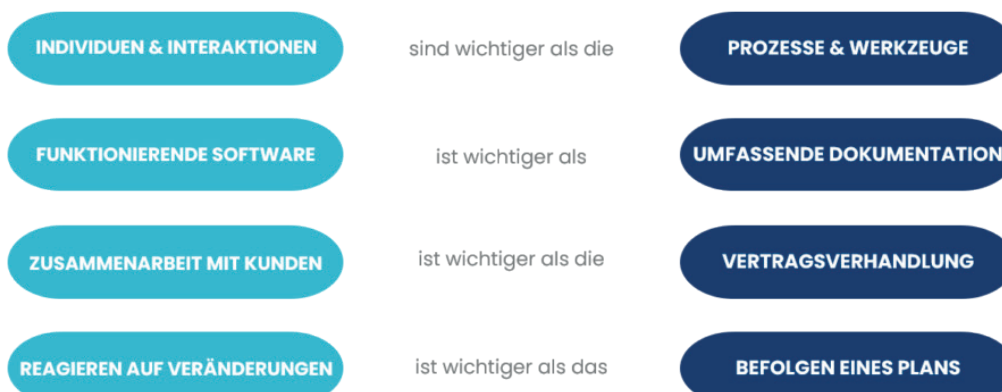 INDIVIDUEN & INTERAKTIONEN sind wichtiger als die PROZESSE & WERKZEUGE
FUNKTIONIERENDE SOFTWARE ist wichtiger als UMFASSENDE DOKUMENTATION
ZUSAMMENARBEIT MIT KUNDEN ist wichtiger als die VERTRAGSVERHANDLUNG
REAGIEREN AUF VERÄNDERUNGEN ist wichtiger als das BEFOLGEN EINES PLANS